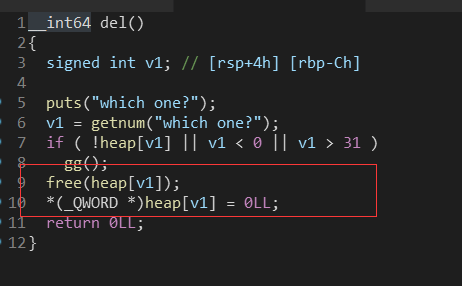 1 __int64 del()
2 {
3 signed int v1; // [rsp+4h] [rbp-Ch]
4
5 puts("which one?");
6 v1 = getnum("which one?");
7 if ( !heap[v1] || v1 < 0 || v1 > 31 )
8 gg();
9 free(heap[v1]);
10 *(_QWORD *)heap[v1] = 0LL;
11 return 0LL;
12 }